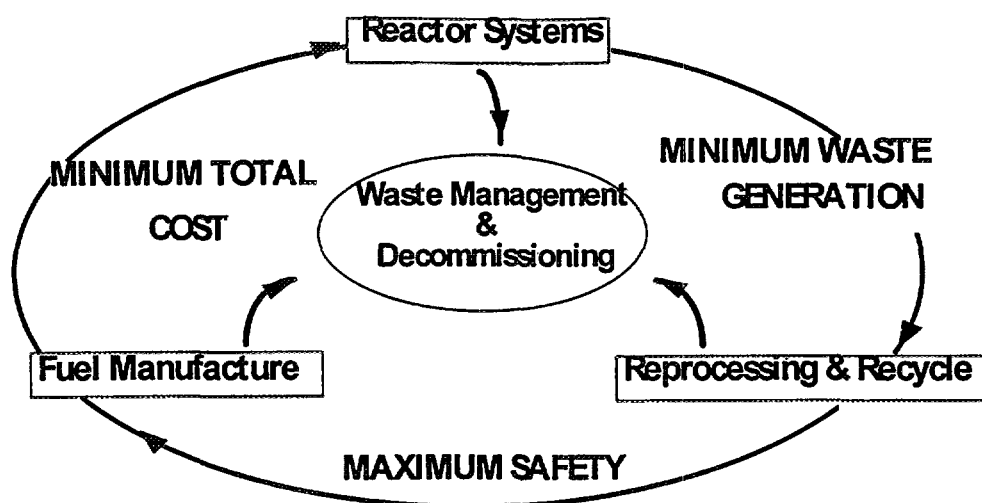 Reactor Systems
MINIMUM TOTAL
COST
MINIMUM WASTE
GENERATION
Waste Management
&
Decommissioning
Fuel Manufacture
Reprocessing & Recycle
MAXIMUM SAFETY